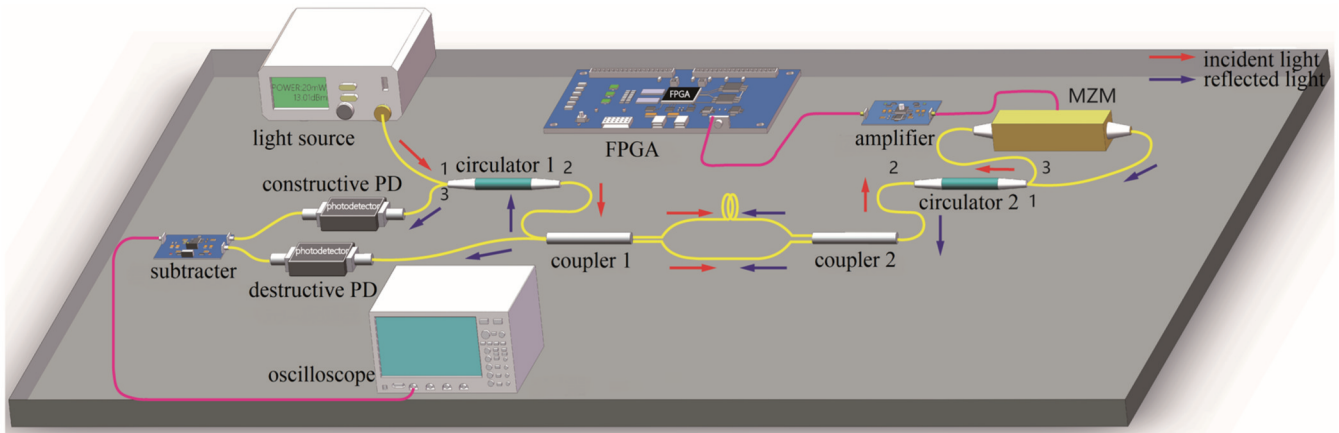 incident light
reflected light
MZM
POWER:20mW
13.01dBm
FPGA
amplifier
light source
FPGA
1
circulator 1
2
2
3
constructive PD
3
circulator 2
1
photodetector
photodetector
subtracter
coupler 1
coupler 2
destructive PD
oscilloscope